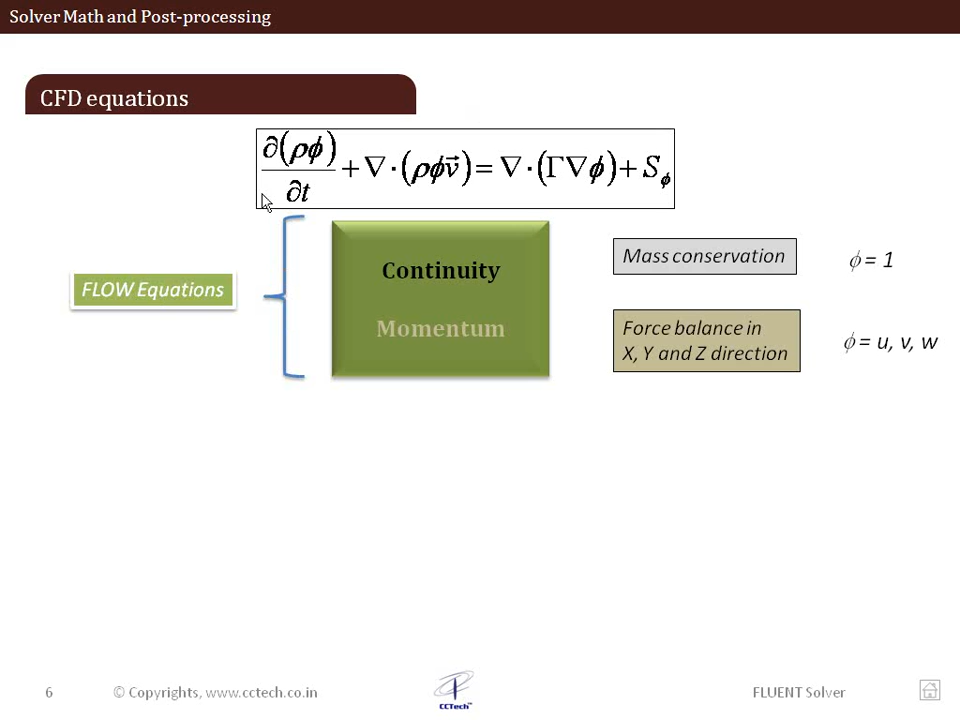 Solver Math and Post-processing
CFD equations
∂(ρϕ)/∂t + ∇·(ρϕv⃗) = ∇·(Γ∇ϕ) + S_ϕ
FLOW Equations
Continuity
Momentum
Mass conservation
ϕ = 1
Force balance in
X, Y and Z direction
ϕ = u, v, w
6
© Copyrights, www.cctech.co.in
CCTech™
FLUENT Solver